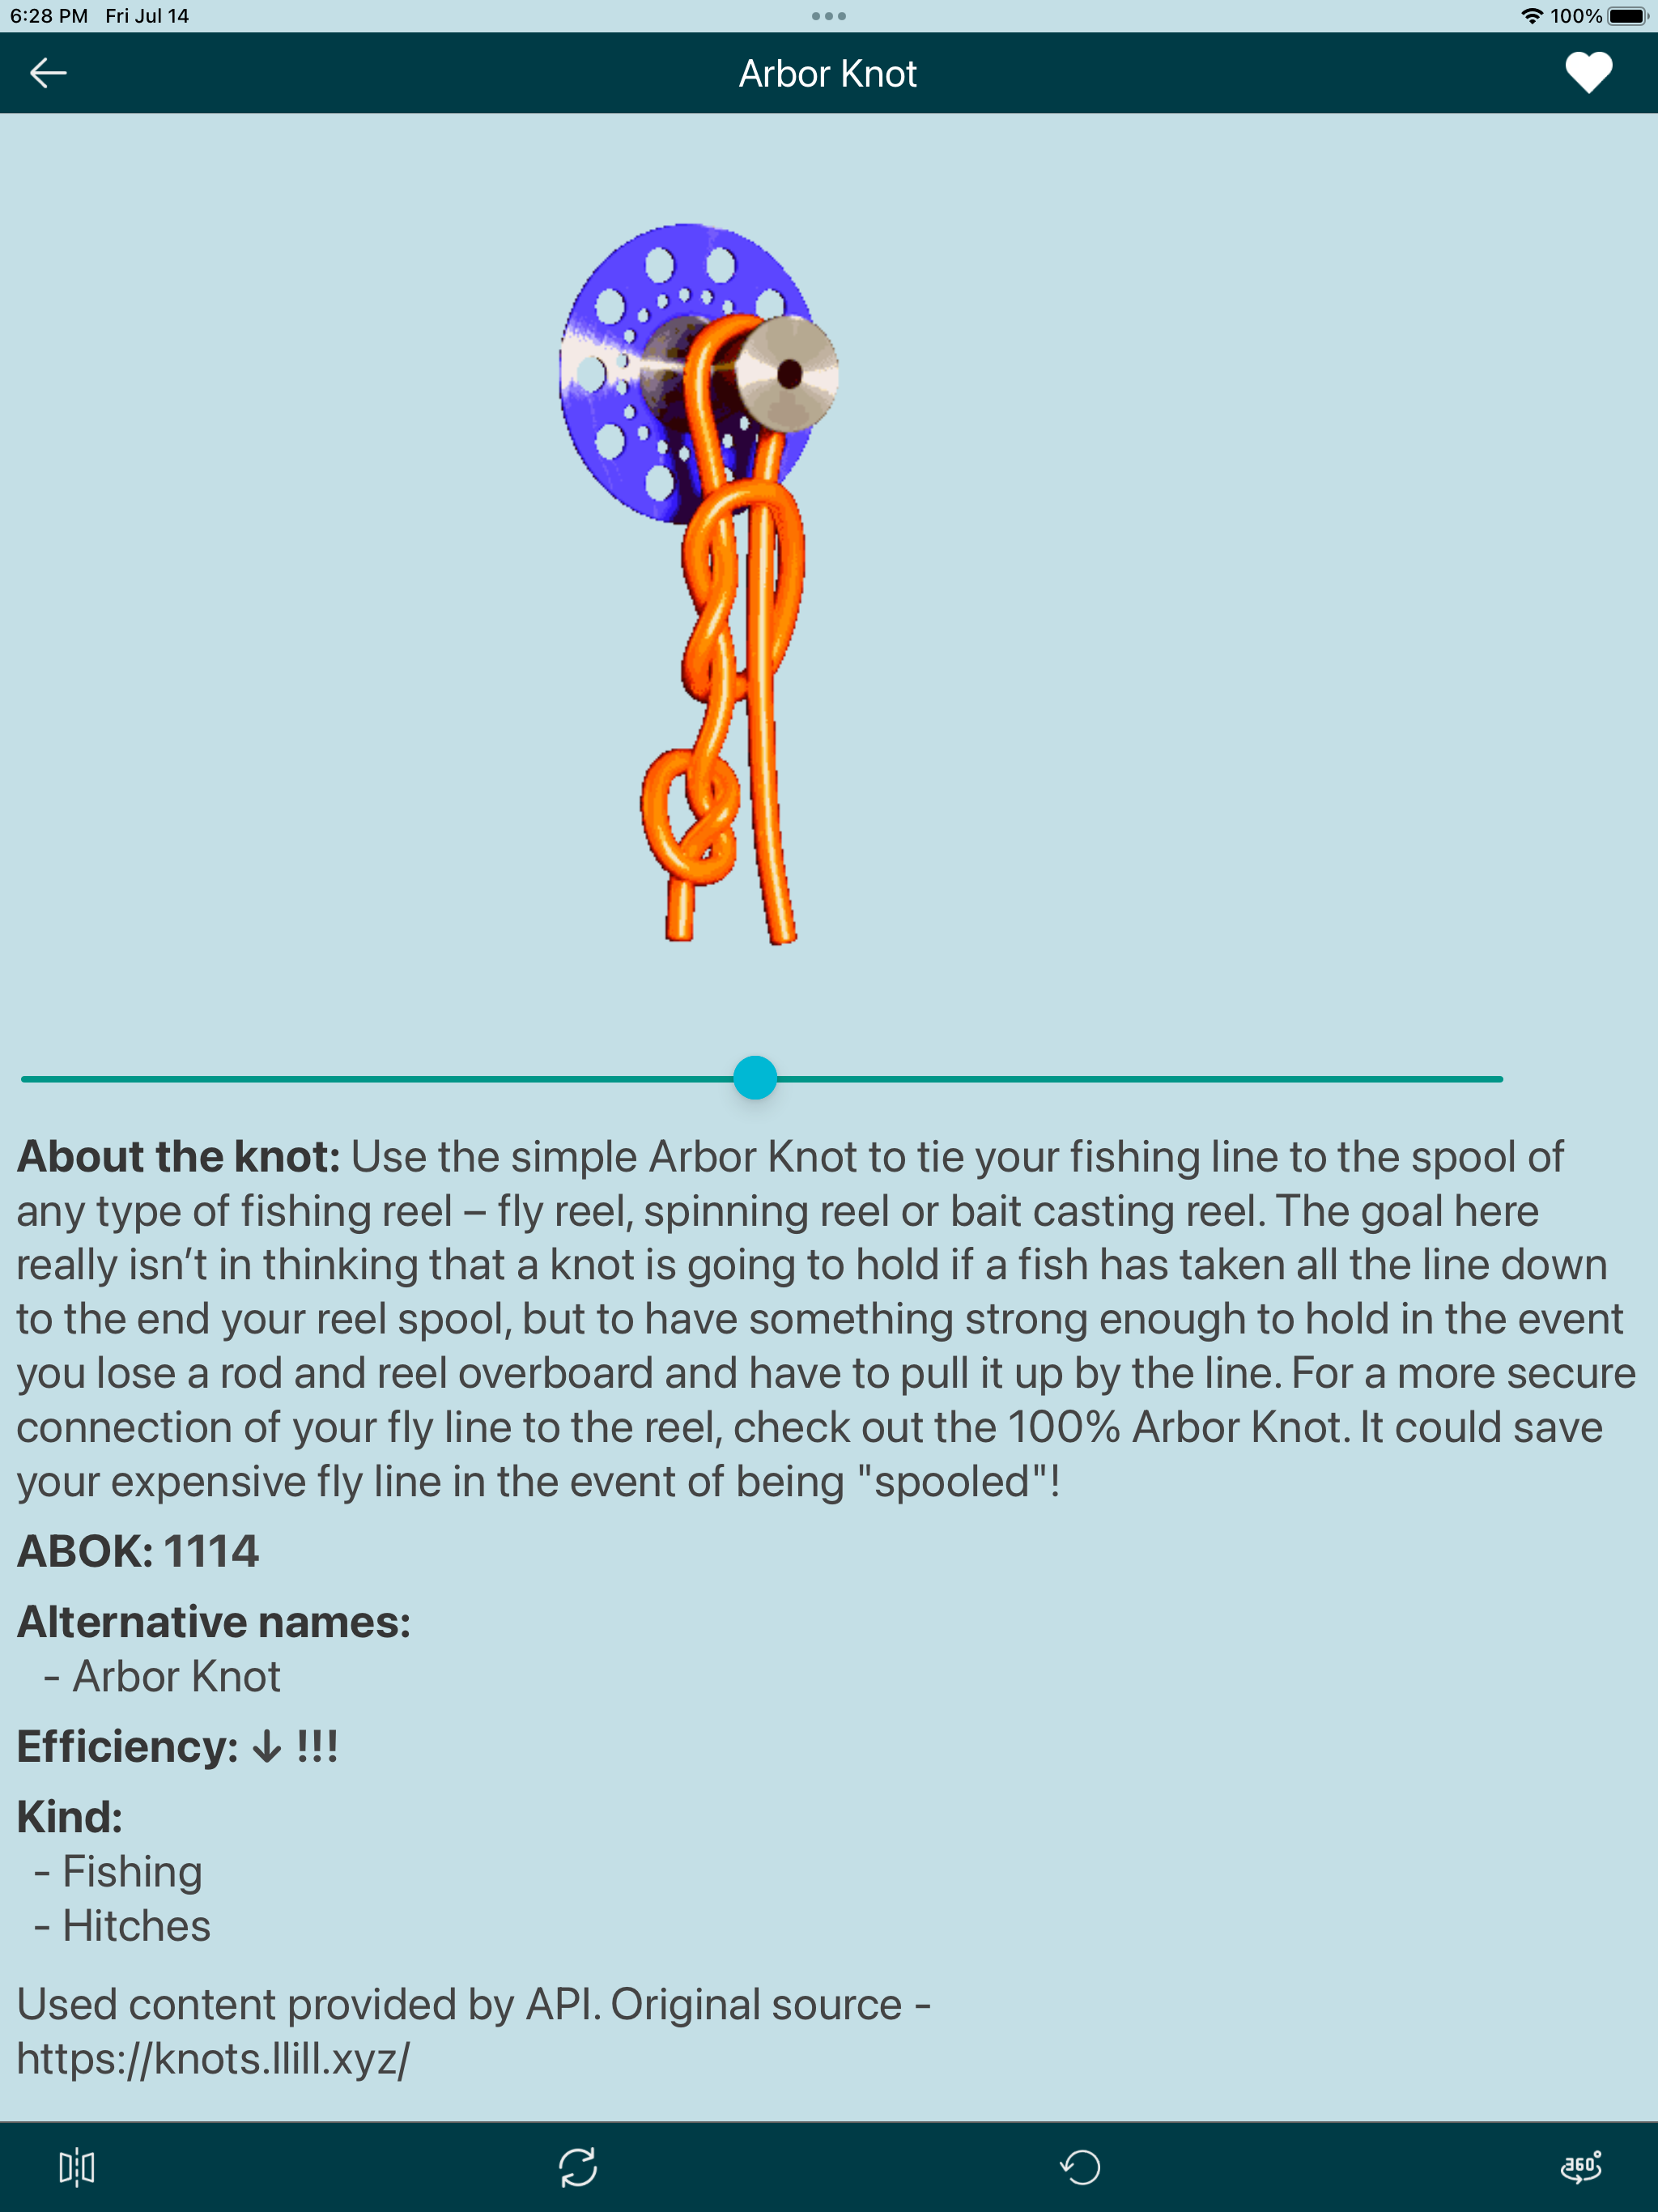 6:28 PM Fri Jul 14
100%
Arbor Knot
About the knot: Use the simple Arbor Knot to tie your fishing line to the spool of
any type of fishing reel – fly reel, spinning reel or bait casting reel. The goal here
really isn’t in thinking that a knot is going to hold if a fish has taken all the line down
to the end your reel spool, but to have something strong enough to hold in the event
you lose a rod and reel overboard and have to pull it up by the line. For a more secure
connection of your fly line to the reel, check out the 100% Arbor Knot. It could save
your expensive fly line in the event of being "spooled"!
ABOK: 1114
Alternative names:
- Arbor Knot
Efficiency: ↓ !!!
Kind:
- Fishing
- Hitches
Used content provided by API. Original source -
https://knots.llill.xyz/
360°